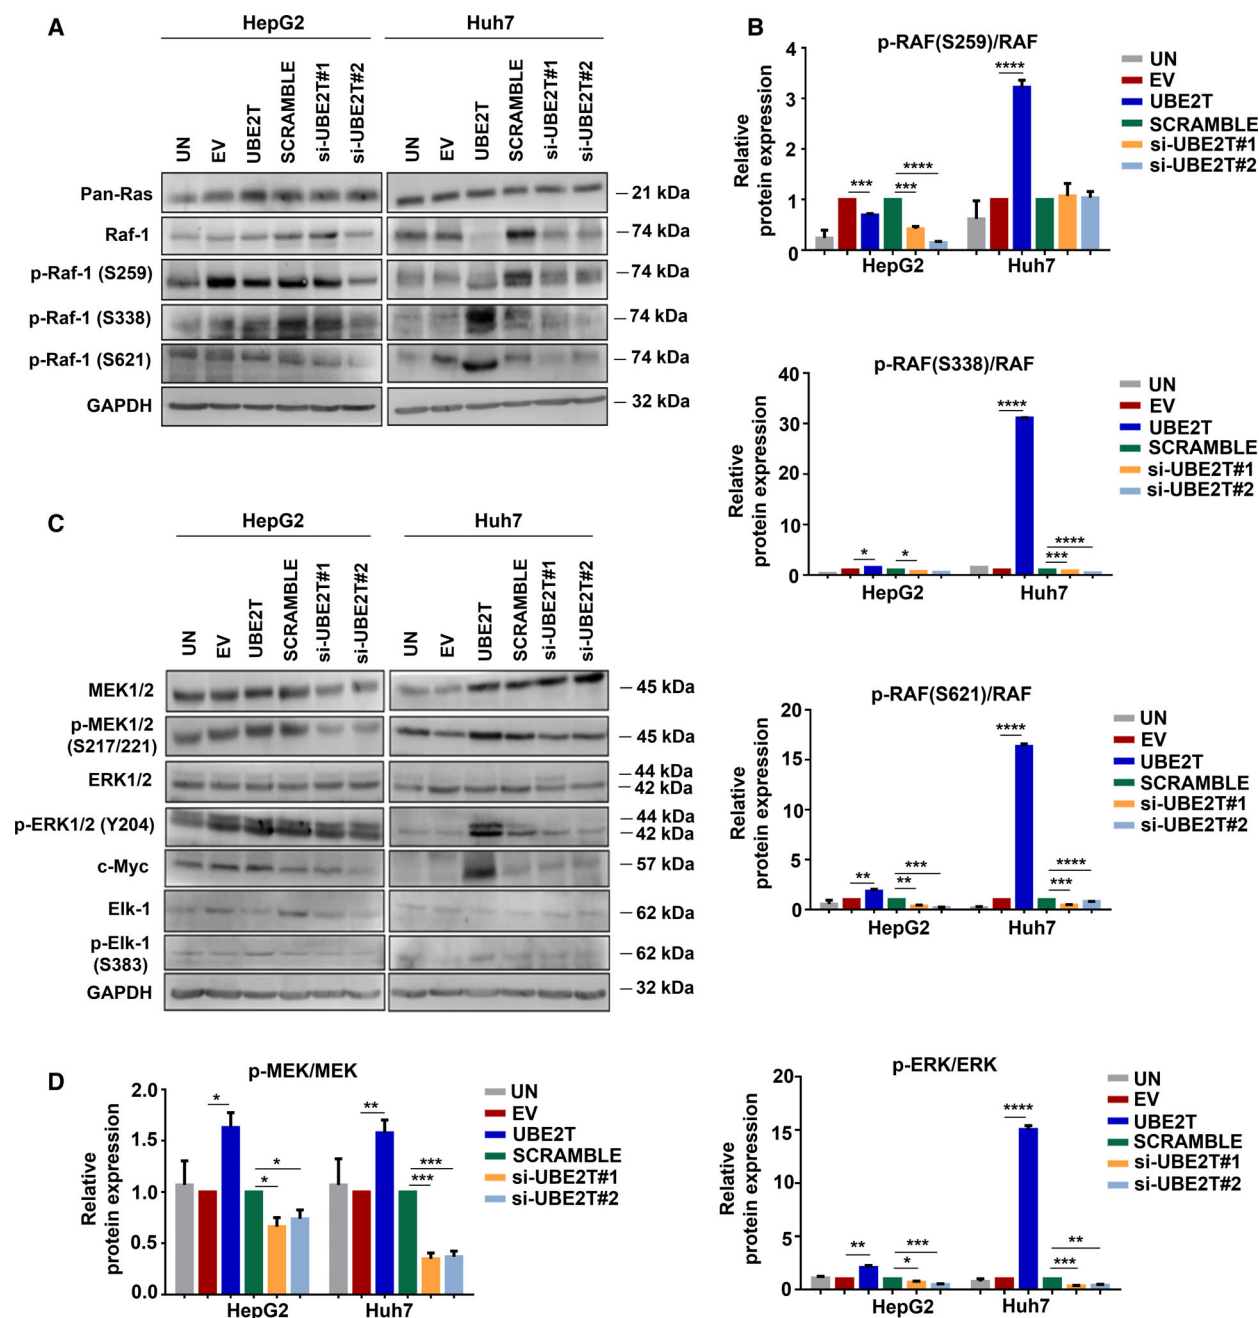 A
HepG2
Huh7
UN
EV
UBE2T
SCRAMBLE
si-UBE2T#1
si-UBE2T#2
UN
EV
UBE2T
SCRAMBLE
si-UBE2T#1
si-UBE2T#2
Pan-Ras
21 kDa
Raf-1
74 kDa
p-Raf-1 (S259)
74 kDa
p-Raf-1 (S338)
74 kDa
p-Raf-1 (S621)
74 kDa
GAPDH
32 kDa
B
p-RAF(S259)/RAF
Relative
protein expression
4
3
2
1
0
***
***
****
****
HepG2
Huh7
UN
EV
UBE2T
SCRAMBLE
si-UBE2T#1
si-UBE2T#2
p-RAF(S338)/RAF
Relative
protein expression
40
30
20
10
0
*
*
****
***
****
HepG2
Huh7
UN
EV
UBE2T
SCRAMBLE
si-UBE2T#1
si-UBE2T#2
p-RAF(S621)/RAF
Relative
protein expression
20
15
10
5
0
**
**
***
****
***
****
HepG2
Huh7
UN
EV
UBE2T
SCRAMBLE
si-UBE2T#1
si-UBE2T#2
C
HepG2
Huh7
UN
EV
UBE2T
SCRAMBLE
si-UBE2T#1
si-UBE2T#2
UN
EV
UBE2T
SCRAMBLE
si-UBE2T#1
si-UBE2T#2
MEK1/2
45 kDa
p-MEK1/2
(S217/221)
45 kDa
ERK1/2
44 kDa
42 kDa
p-ERK1/2 (Y204)
44 kDa
42 kDa
c-Myc
57 kDa
Elk-1
62 kDa
p-Elk-1
(S383)
62 kDa
GAPDH
32 kDa
D
p-MEK/MEK
Relative
protein expression
2.0
1.5
1.0
0.5
0.0
*
*
*
**
***
***
HepG2
Huh7
UN
EV
UBE2T
SCRAMBLE
si-UBE2T#1
si-UBE2T#2
p-ERK/ERK
Relative
protein expression
20
15
10
5
0
**
*
***
****
***
**
HepG2
Huh7
UN
EV
UBE2T
SCRAMBLE
si-UBE2T#1
si-UBE2T#2